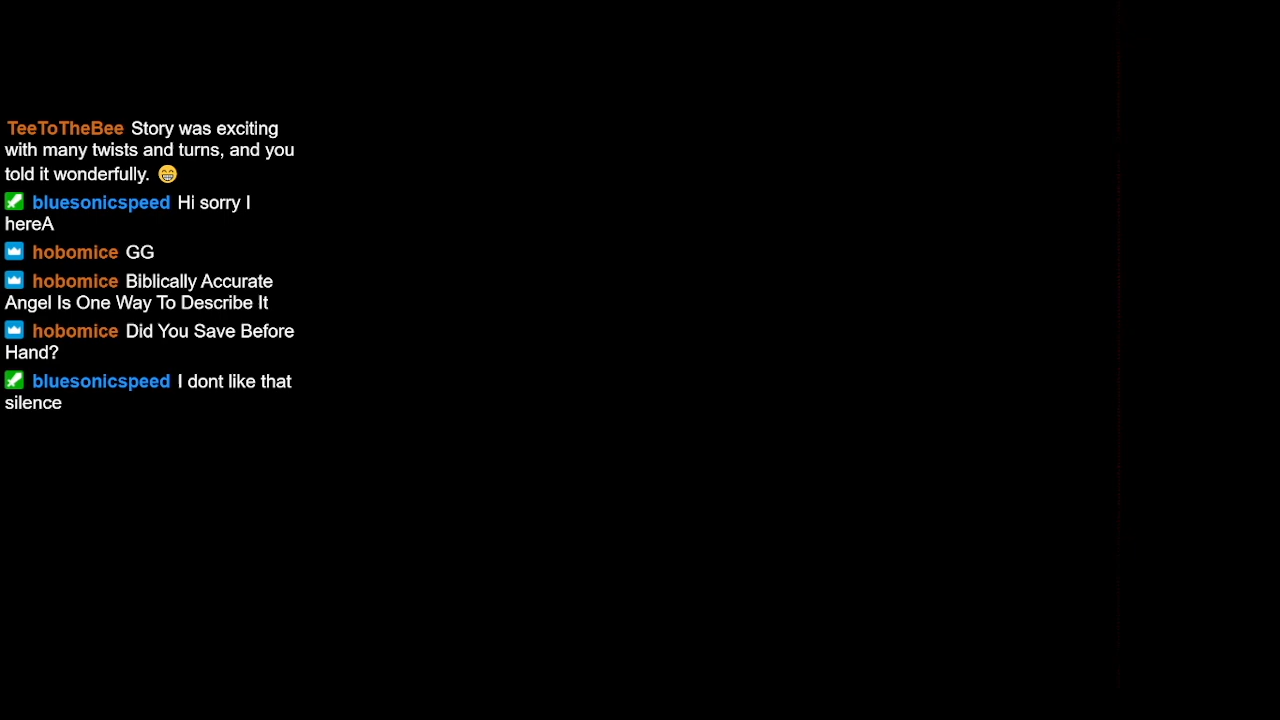 TeeToTheBee Story was exciting
with many twists and turns, and you
told it wonderfully. 😁
bluesonicspeed Hi sorry I
hereA
hobomice GG
hobomice Biblically Accurate
Angel Is One Way To Describe It
hobomice Did You Save Before
Hand?
bluesonicspeed I dont like that
silence